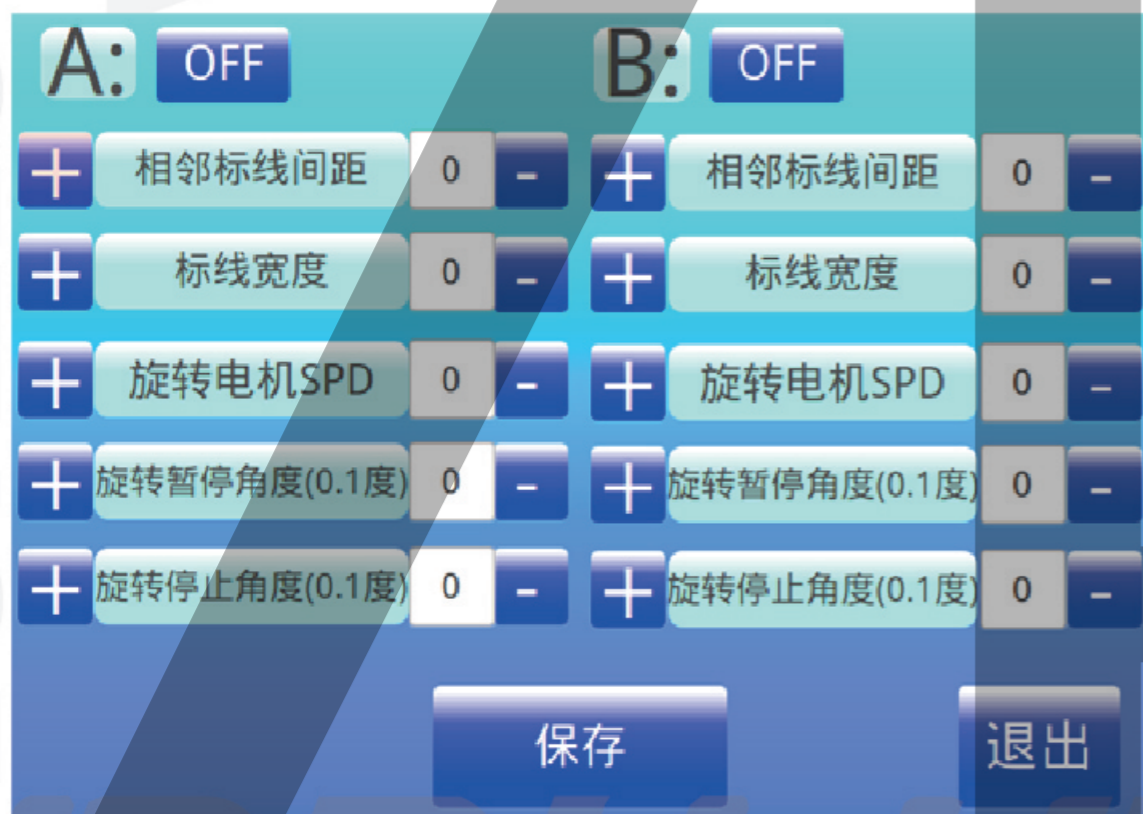 A: OFF B: OFF
+ 相邻标线间距 0 - + 相邻标线间距 0 -
+ 标线宽度 0 - + 标线宽度 0 -
+ 旋转电机SPD 0 - + 旋转电机SPD 0 -
+ 旋转暂停角度(0.1度) 0 - + 旋转暂停角度(0.1度) 0 -
+ 旋转停止角度(0.1度) 0 - + 旋转停止角度(0.1度) 0 -
保存 退出